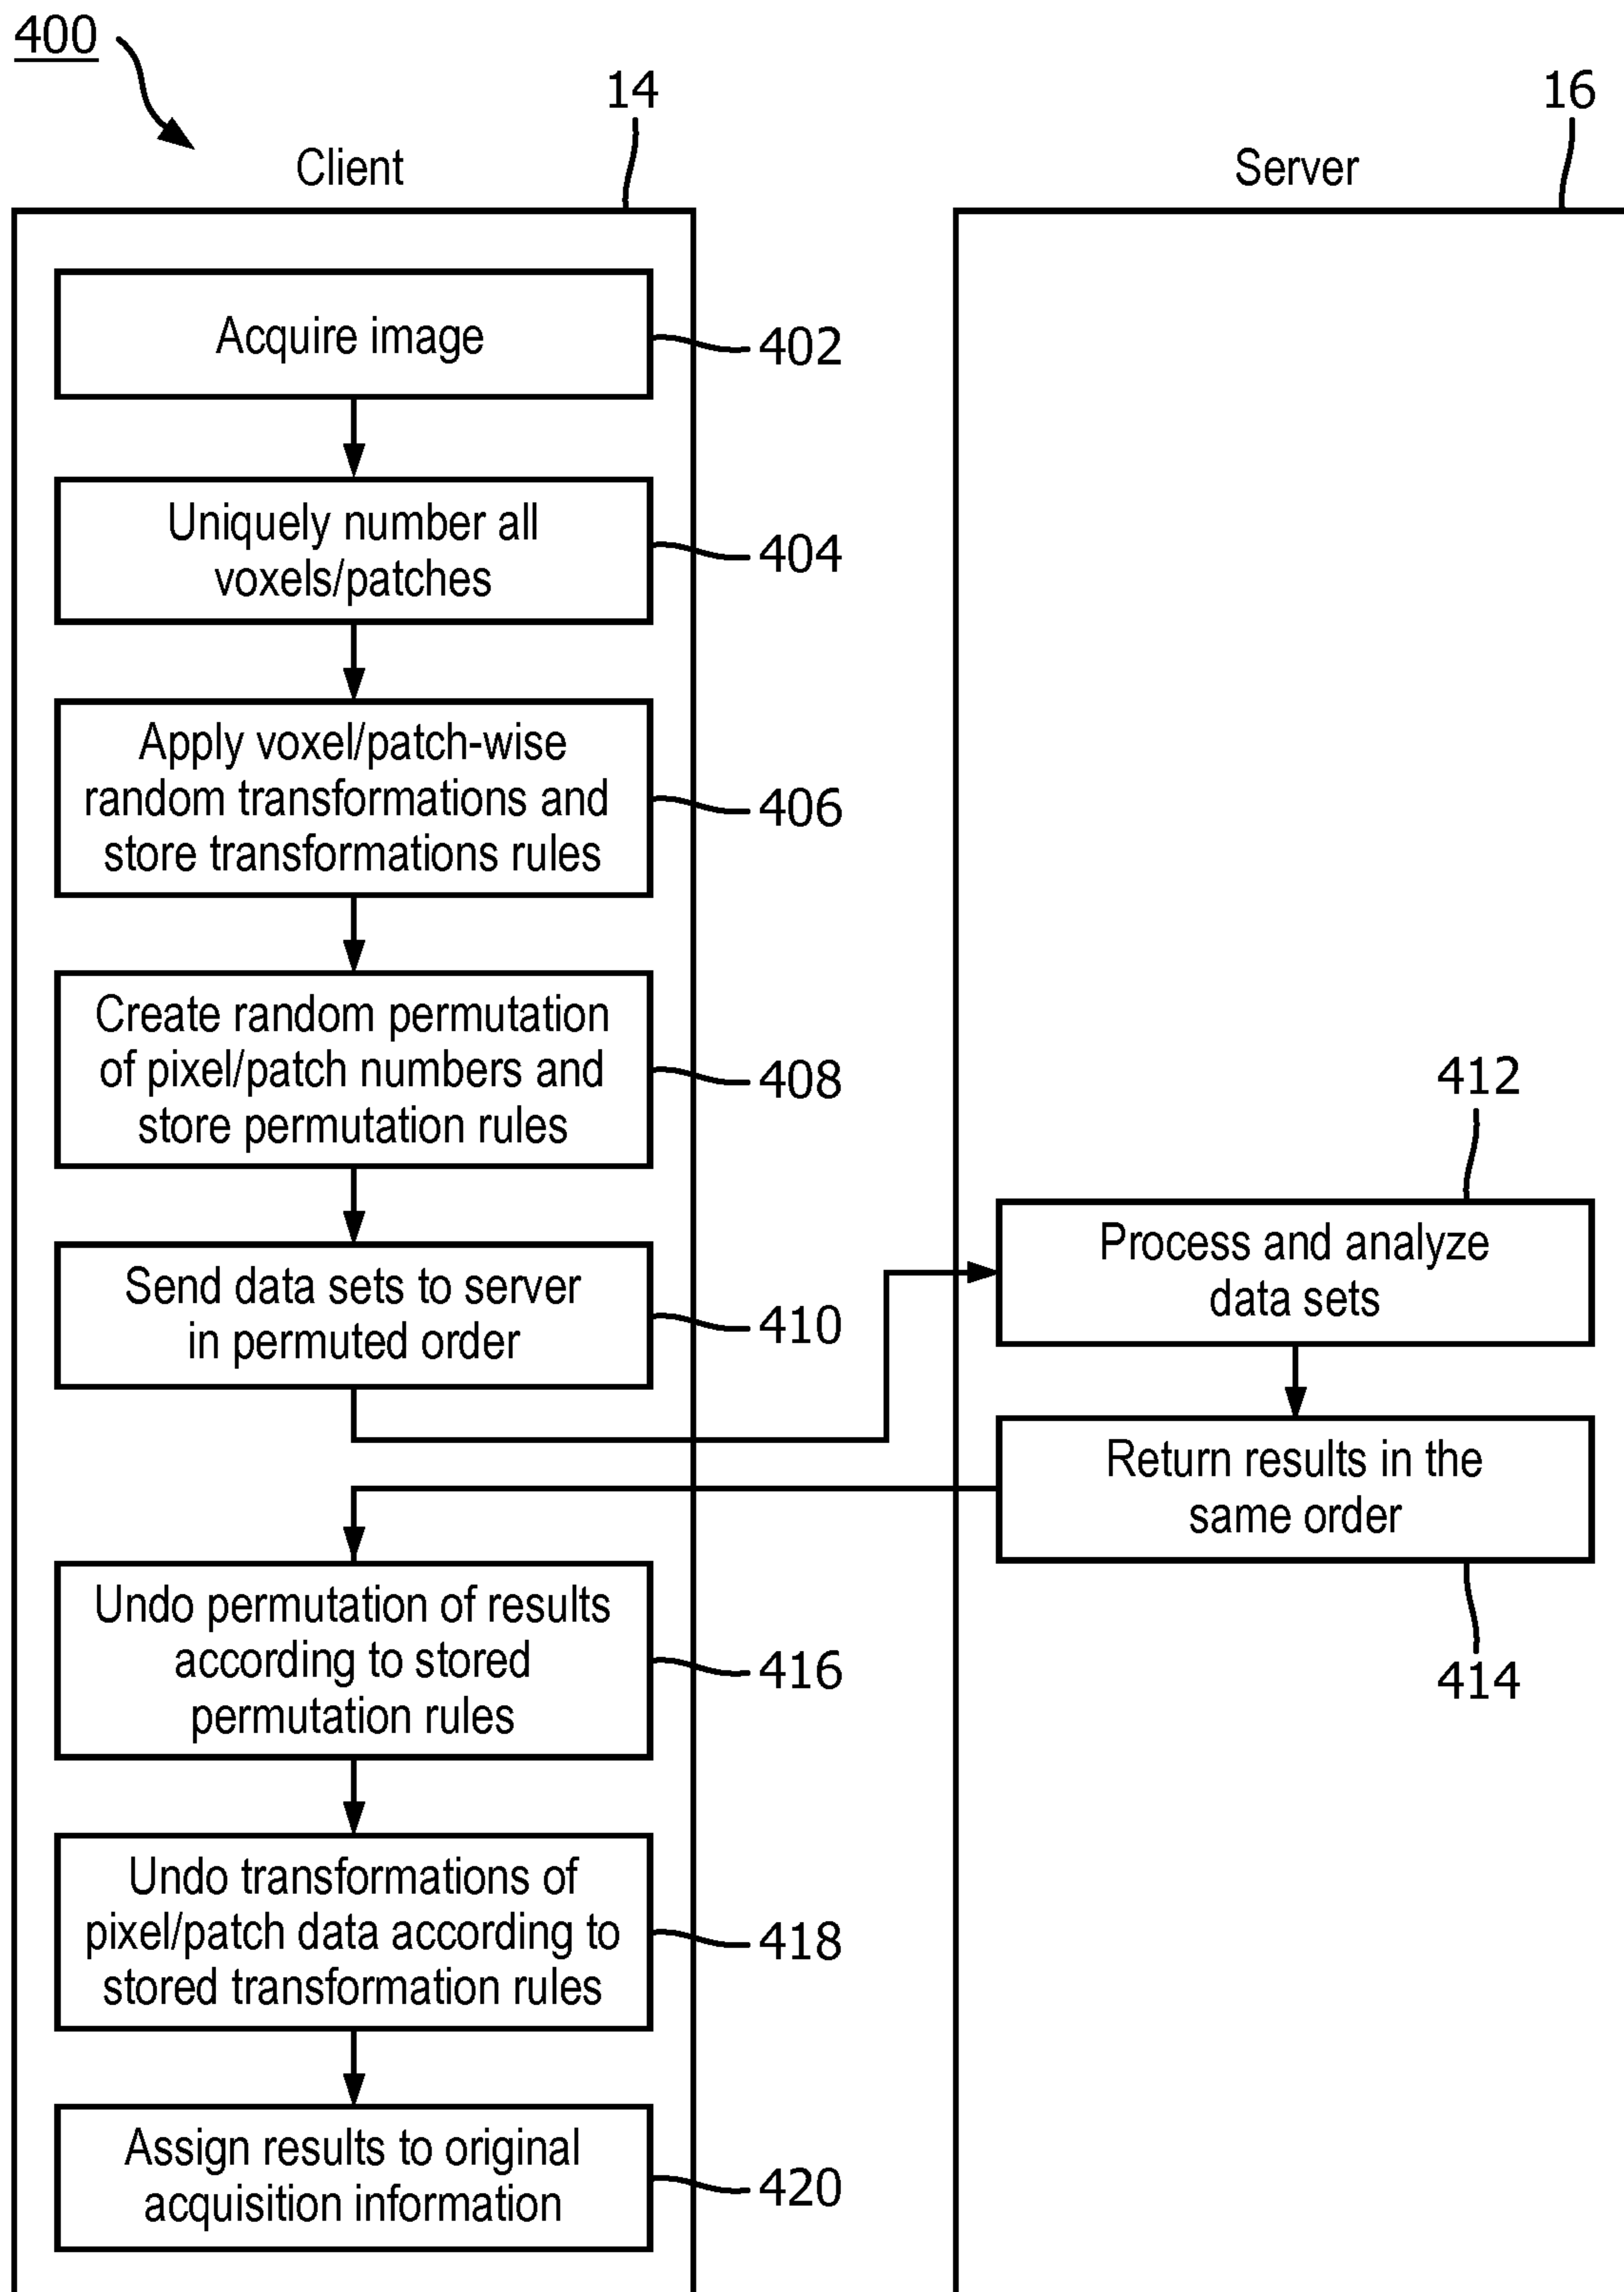 400
14
16
Client
Server
Acquire image
402
Uniquely number all
voxels/patches
404
Apply voxel/patch-wise
random transformations and
store transformations rules
406
Create random permutation
of pixel/patch numbers and
store permutation rules
408
Send data sets to server
in permuted order
410
412
Process and analyze
data sets
Return results in the
same order
414
Undo permutation of results
according to stored
permutation rules
416
Undo transformations of
pixel/patch data according to
stored transformation rules
418
Assign results to original
acquisition information
420